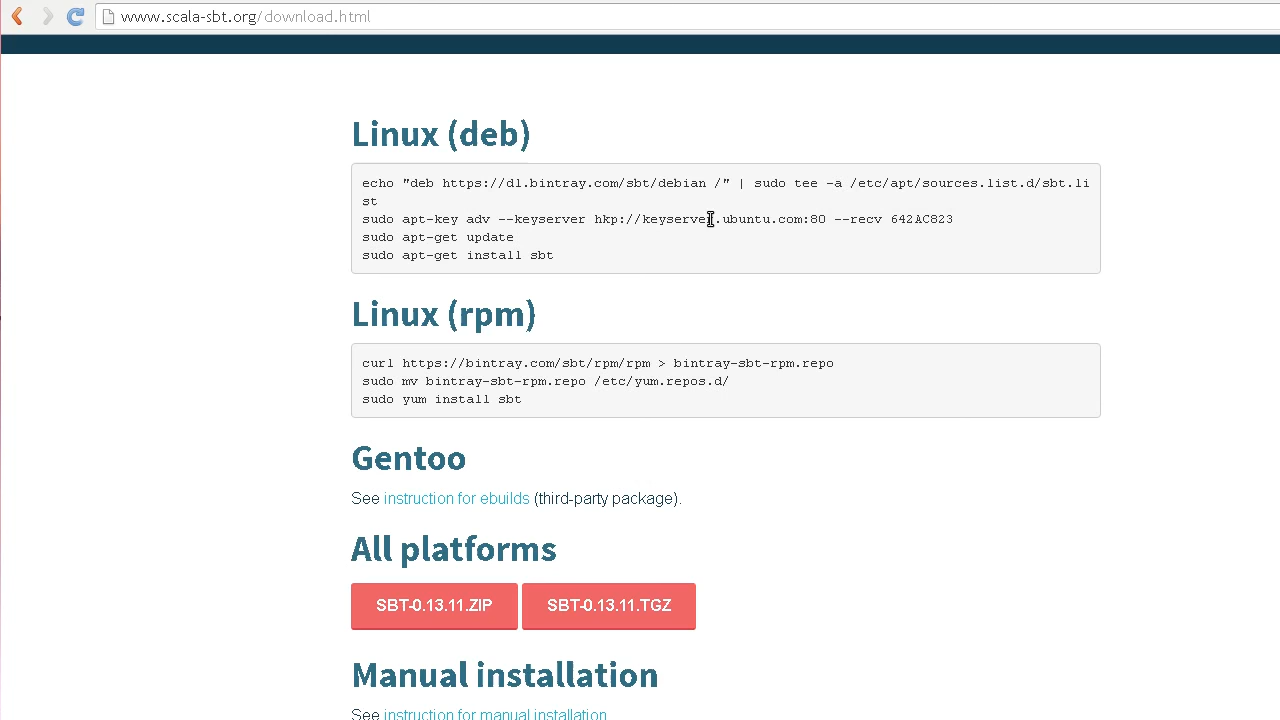 www.scala-sbt.org/download.html
Linux (deb)
echo "deb https://dl.bintray.com/sbt/debian /" | sudo tee -a /etc/apt/sources.list.d/sbt.li
st
sudo apt-key adv --keyserver hkp://keyserver.ubuntu.com:80 --recv 642AC823
sudo apt-get update
sudo apt-get install sbt
Linux (rpm)
curl https://bintray.com/sbt/rpm/rpm > bintray-sbt-rpm.repo
sudo mv bintray-sbt-rpm.repo /etc/yum.repos.d/
sudo yum install sbt
Gentoo
See instruction for ebuilds (third-party package).
All platforms
SBT-0.13.11.ZIP SBT-0.13.11.TGZ
Manual installation
See instruction for manual installation